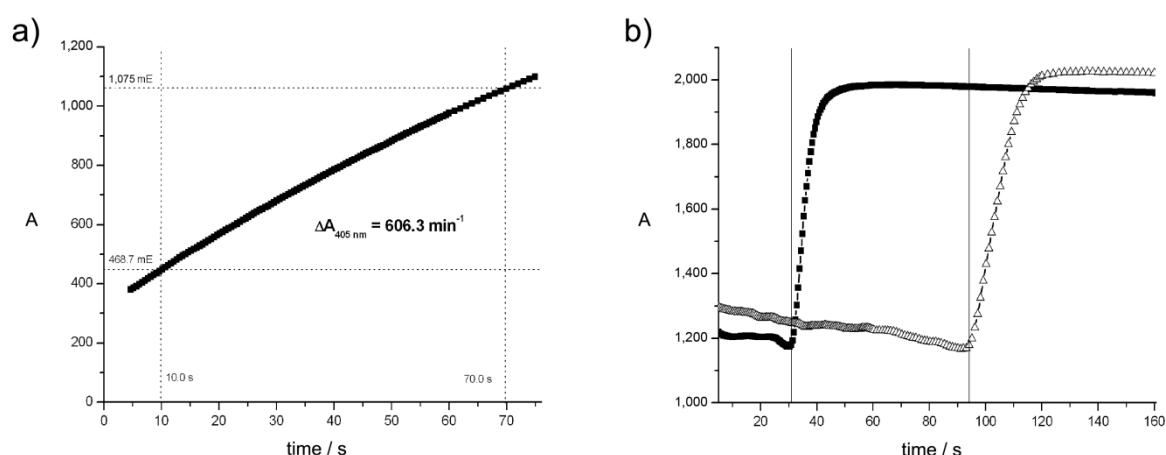 a)
1,200
1,075 mE
1,000
800
A
600
ΔA405 nm = 606.3 min-1
468.7 mE
400
200
10.0 s
70.0 s
0
0 10 20 30 40 50 60 70
time / s
b)
2,000
1,800
A
1,600
1,400
1,200
1,000
20 40 60 80 100 120 140 160
time / s